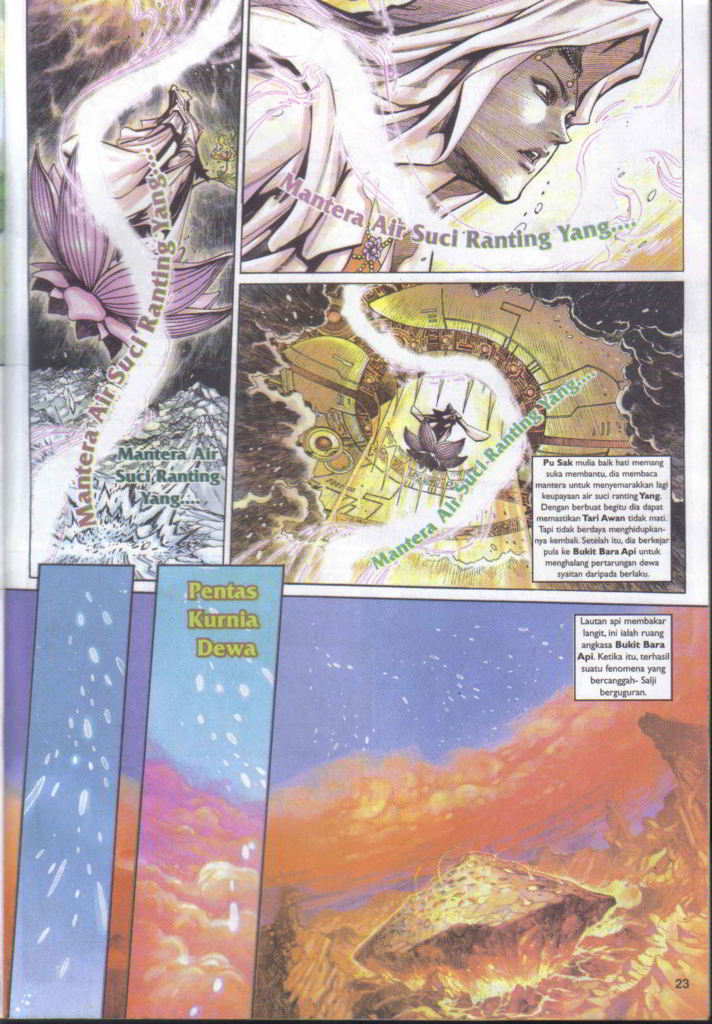 Mantera Air Suci Ranting Yang....
Mantera Air
Suci Ranting
Yang....
Mantera Air Suci Ranting Yang....
Mantera Air-Suci-Ranting-Yang....
Pu Sak mulia baik hati memang
suka membantu, dia membaca
mantera untuk menyemarakkan lagi
keupayaan air suci ranting Yang.
Dengan berbuat begitu dia dapat
memastikan Tari Awan tidak mati.
Tapi tidak berdaya menghidupkan-
nya kembali. Setelah itu, dia berkejar
pula ke Bukit Bara Api untuk
menghalang pertarungan dewa
syaitan daripada berlaku.
Pentas
Kurnia
Dewa
Lautan api membakar
langit, ini ialah ruang
angkasa Bukit Bara
Api. Ketika itu, terhasil
suatu fenomena yang
bercanggah- Salji
berguguran.
23